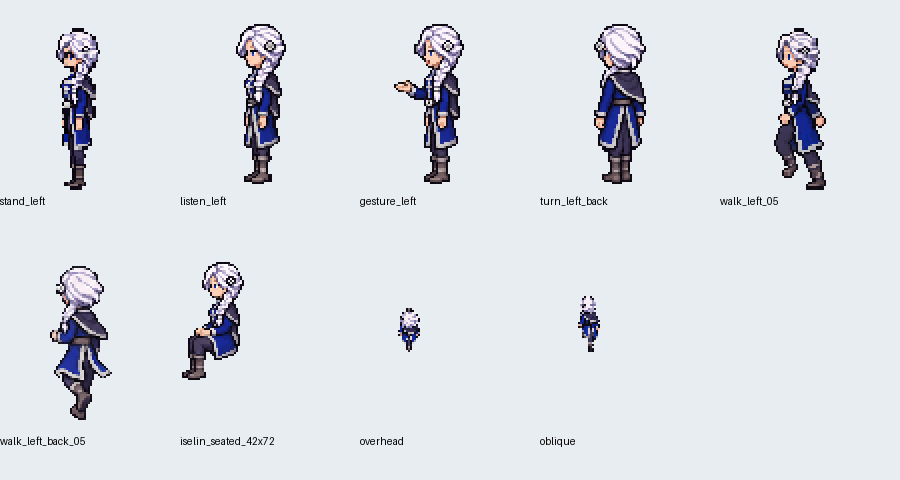 stand_left
listen_left
gesture_left
turn_left_back
walk_left_05
walk_left_back_05
iselin_seated_42x72
overhead
oblique